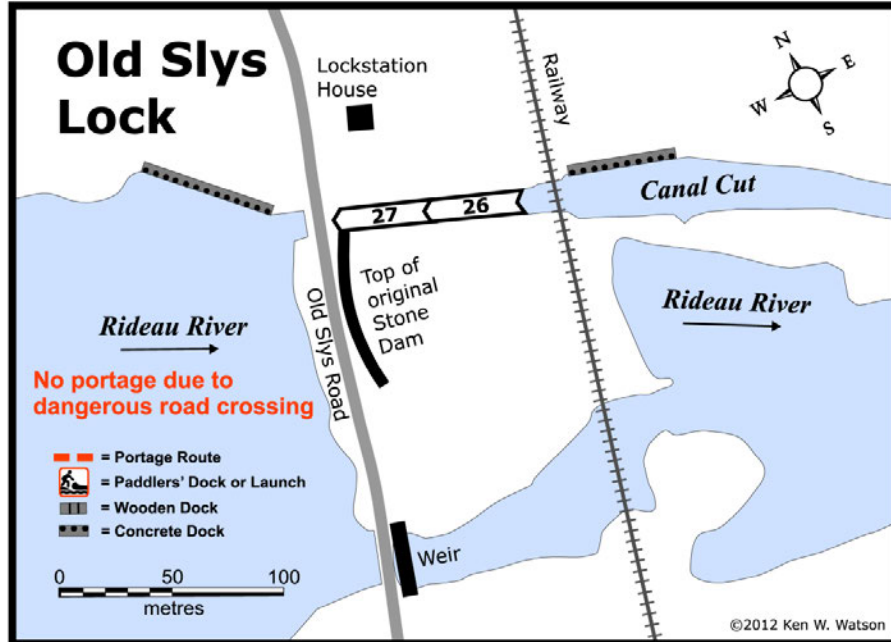 Old Slys
Lock
Lockstation
House
Railway
N
E
W
S
27
26
Canal Cut
Top of
original
Stone
Dam
Old Slys Road
Rideau River
Rideau River
No portage due to
dangerous road crossing
= Portage Route
= Paddlers' Dock or Launch
= Wooden Dock
= Concrete Dock
0 50 100
metres
Weir
©2012 Ken W. Watson